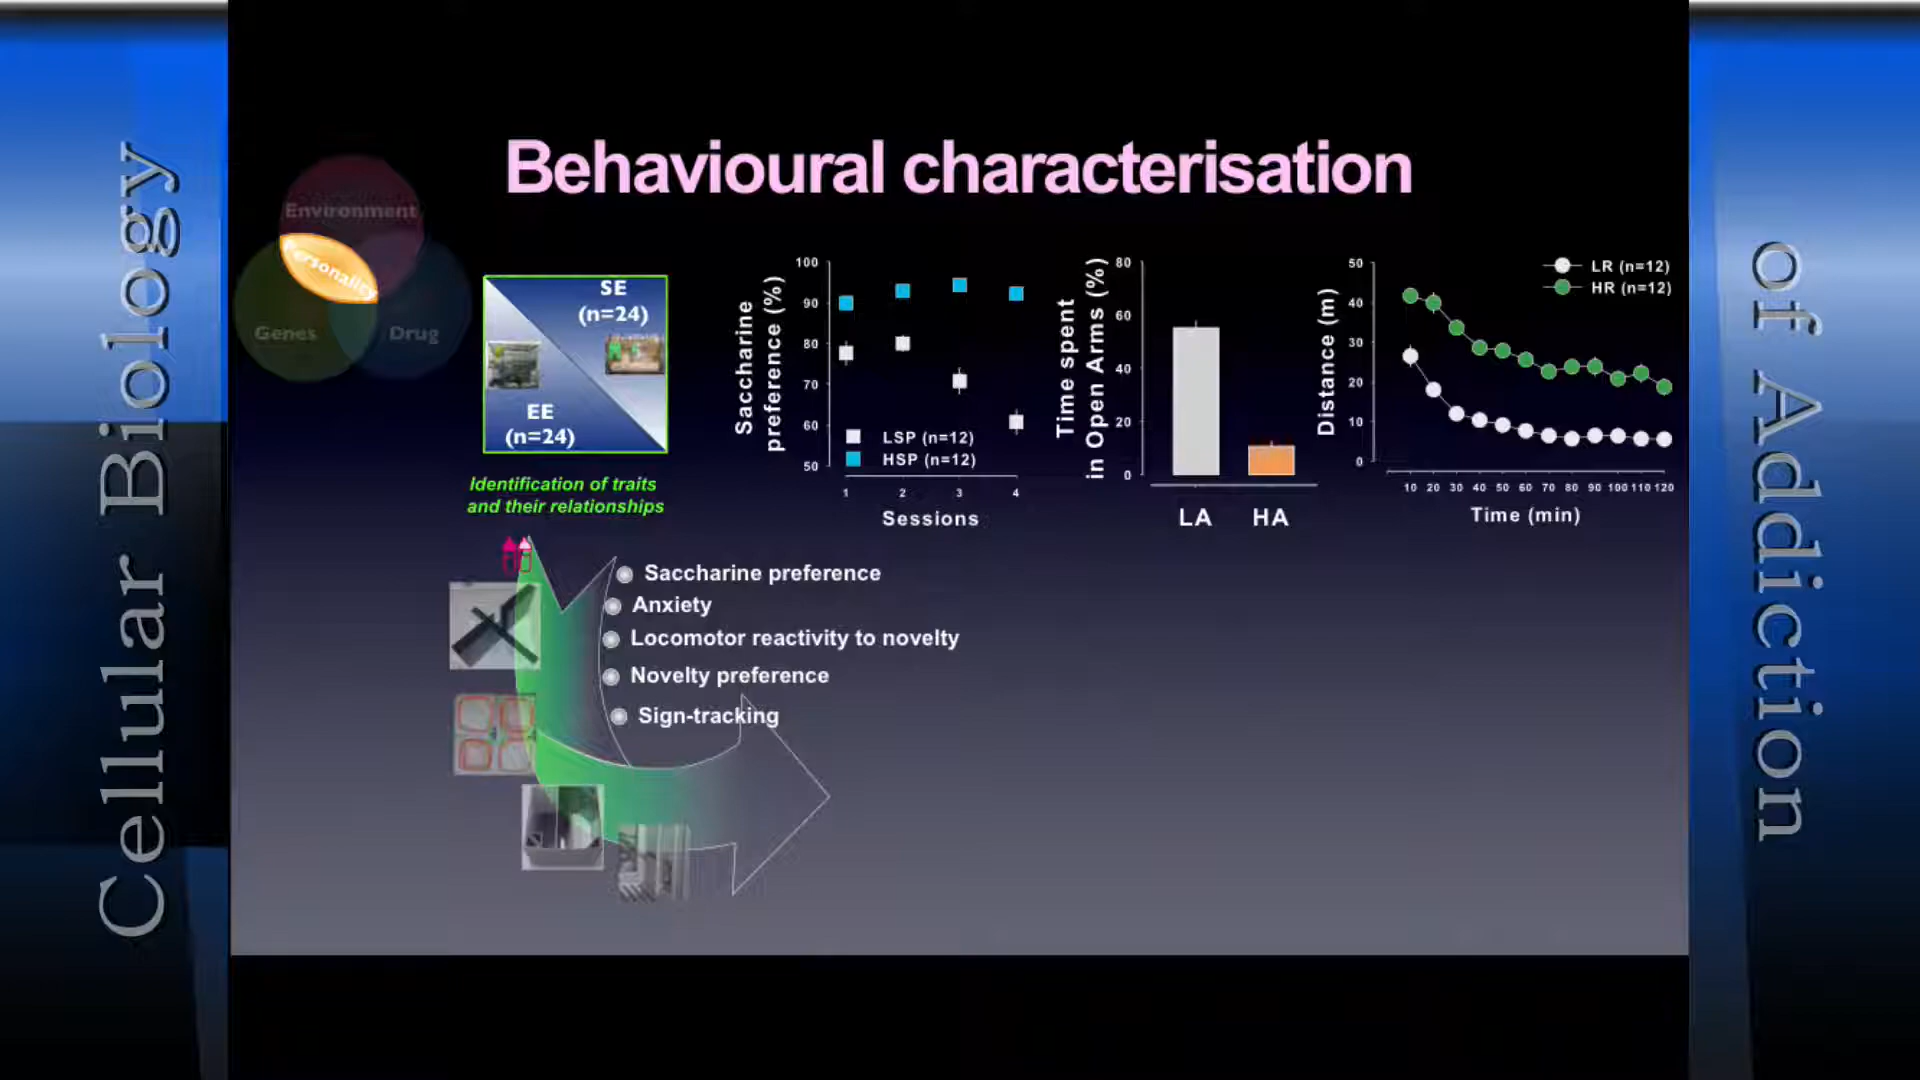 Cellular Biology
of Addiction
Behavioural characterisation
Environment
Personality
Genes
Drug
SE
(n=24)
EE
(n=24)
Identification of traits
and their relationships
Saccharine
preference (%)
100
90
80
70
60
50
LSP (n=12)
HSP (n=12)
1 2 3 4
Sessions
Time spent
in Open Arms (%)
80
60
40
20
0
LA HA
Distance (m)
50
40
30
20
10
0
LR (n=12)
HR (n=12)
10 20 30 40 50 60 70 80 90 100 110 120
Time (min)
Saccharine preference
Anxiety
Locomotor reactivity to novelty
Novelty preference
Sign-tracking